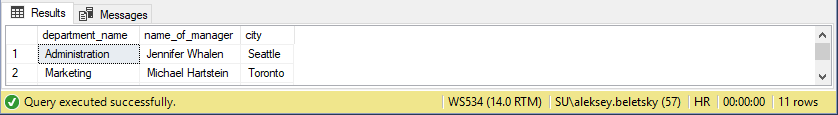 Results Messages
department_name name_of_manager city
1 Administration Jennifer Whalen Seattle
2 Marketing Michael Hartstein Toronto
Query executed successfully. WS534 (14.0 RTM) SU\aleksey.beletsky (57) HR 00:00:00 11 rows